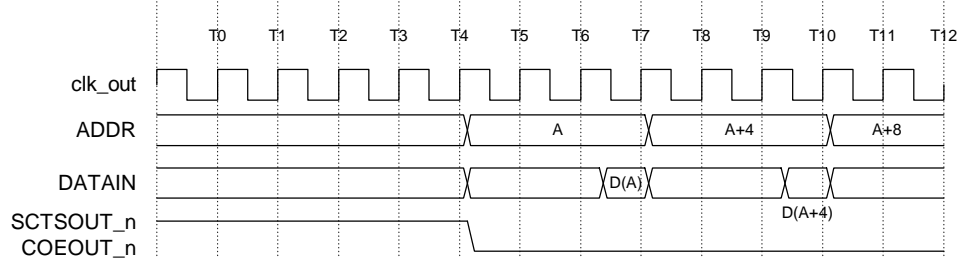 T0 T1 T2 T3 T4 T5 T6 T7 T8 T9 T10 T11 T12
clk_out
ADDR A A+4 A+8
DATAIN D(A)
D(A+4)
SCTSOUT_n
COEOUT_n